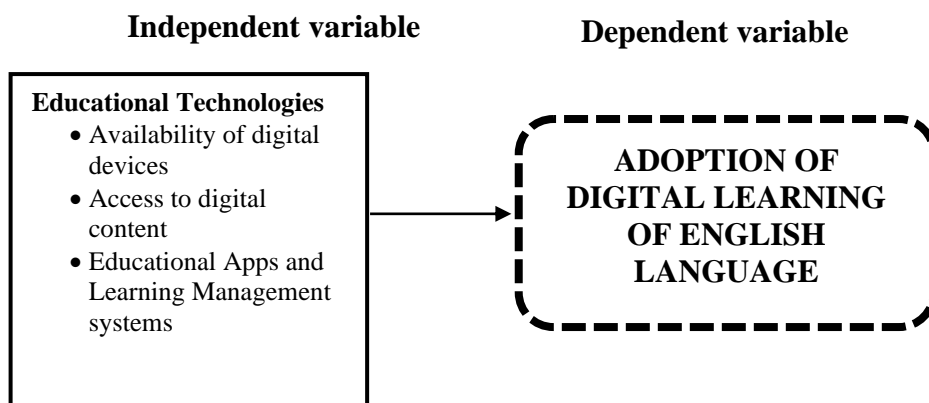 Independent variable
Dependent variable
Educational Technologies
• Availability of digital
devices
• Access to digital
content
• Educational Apps and
Learning Management
systems
ADOPTION OF
DIGITAL LEARNING
OF ENGLISH
LANGUAGE